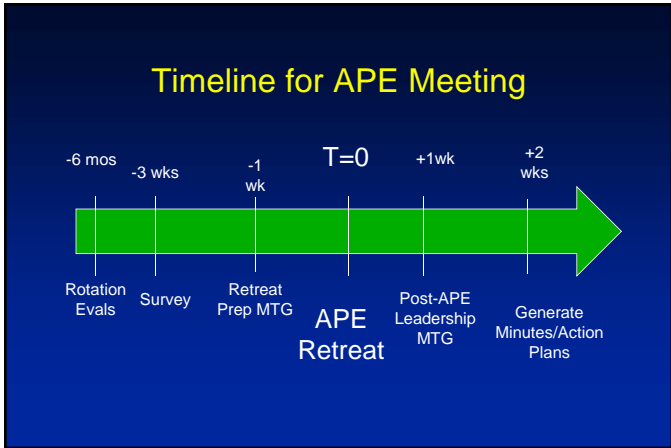 Timeline for APE Meeting
-6 mos
-3 wks
-1
wk
T=0
+1wk
+2
wks
Rotation
Evals
Survey
Retreat
Prep MTG
APE
Retreat
Post-APE
Leadership
MTG
Generate
Minutes/Action
Plans